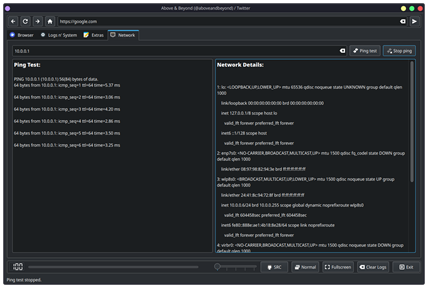 Above & Beyond (@aboveandbeyond) / Twitter
https://google.com
Browser
Logs n' System
Extras
Network
10.0.0.1
Ping test
Stop ping
Ping Test:
PING 10.0.0.1 (10.0.0.1) 56(84) bytes of data.
64 bytes from 10.0.0.1: icmp_seq=1 ttl=64 time=5.37 ms
64 bytes from 10.0.0.1: icmp_seq=2 ttl=64 time=3.06 ms
64 bytes from 10.0.0.1: icmp_seq=3 ttl=64 time=4.20 ms
64 bytes from 10.0.0.1: icmp_seq=4 ttl=64 time=2.86 ms
64 bytes from 10.0.0.1: icmp_seq=5 ttl=64 time=3.50 ms
64 bytes from 10.0.0.1: icmp_seq=6 ttl=64 time=3.25 ms
Network Details:
1: lo: <LOOPBACK,UP,LOWER_UP> mtu 65536 qdisc noqueue state UNKNOWN group default qlen
1000
link/loopback 00:00:00:00:00:00 brd 00:00:00:00:00:00
inet 127.0.0.1/8 scope host lo
valid_lft forever preferred_lft forever
inet6 ::1/128 scope host
valid_lft forever preferred_lft forever
2: enp7s0: <NO-CARRIER,BROADCAST,MULTICAST,UP> mtu 1500 qdisc fq_codel state DOWN group
default qlen 1000
link/ether 08:97:98:82:94:3e brd ff:ff:ff:ff:ff:ff
3: wlp8s0: <BROADCAST,MULTICAST,UP,LOWER_UP> mtu 1500 qdisc noqueue state UP group
default qlen 1000
link/ether 24:41:8c:94:72:8f brd ff:ff:ff:ff:ff:ff
inet 10.0.0.6/24 brd 10.0.0.255 scope global dynamic noprefixroute wlp8s0
valid_lft 604458sec preferred_lft 604458sec
inet6 scope link noprefixroute
valid_lft forever preferred_lft forever
4: virbr0: <NO-CARRIER,BROADCAST,MULTICAST,UP> mtu 1500 qdisc noqueue state DOWN group
default qlen 1000
100
SRC
Normal
Fullscreen
Clear Logs
Exit
Ping test stopped.